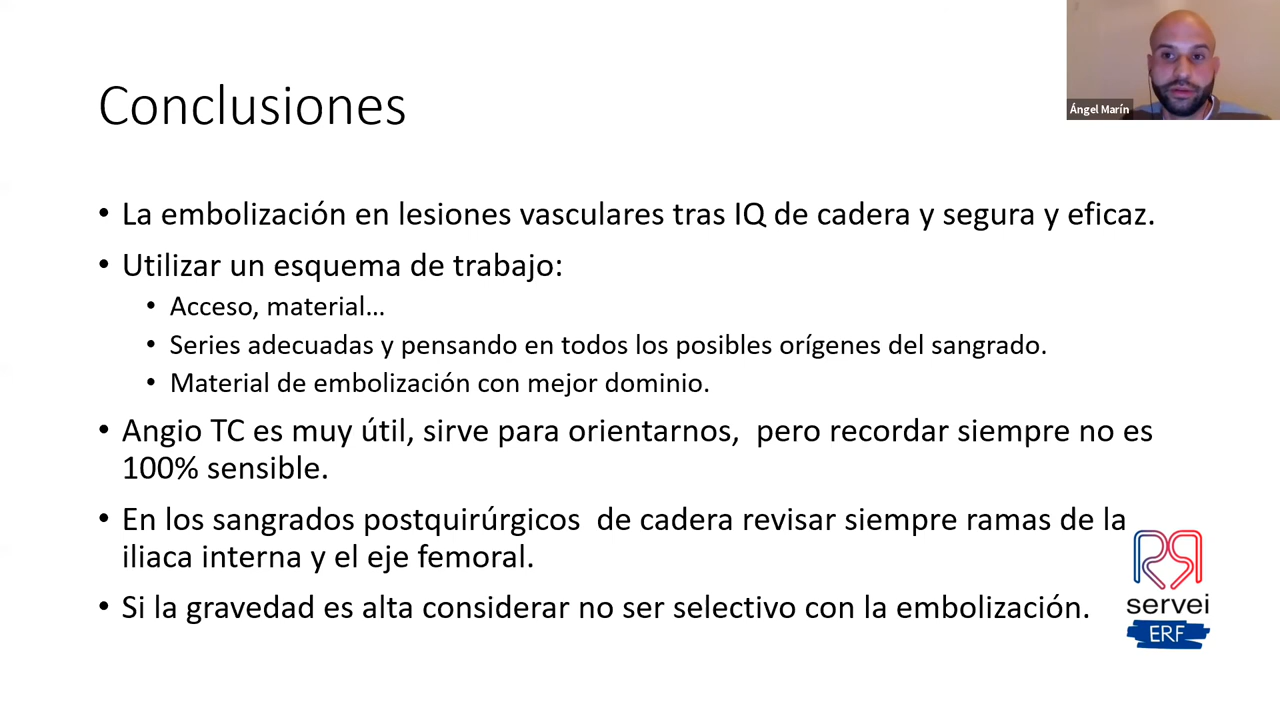 Conclusiones
Ángel Marín
• La embolización en lesiones vasculares tras IQ de cadera y segura y eficaz.
• Utilizar un esquema de trabajo:
• Acceso, material…
• Series adecuadas y pensando en todos los posibles orígenes del sangrado.
• Material de embolización con mejor dominio.
• Angio TC es muy útil, sirve para orientarnos,  pero recordar siempre no es
100% sensible.
• En los sangrados postquirúrgicos  de cadera revisar siempre ramas de la
iliaca interna y el eje femoral.
• Si la gravedad es alta considerar no ser selectivo con la embolización.
servei
ERF